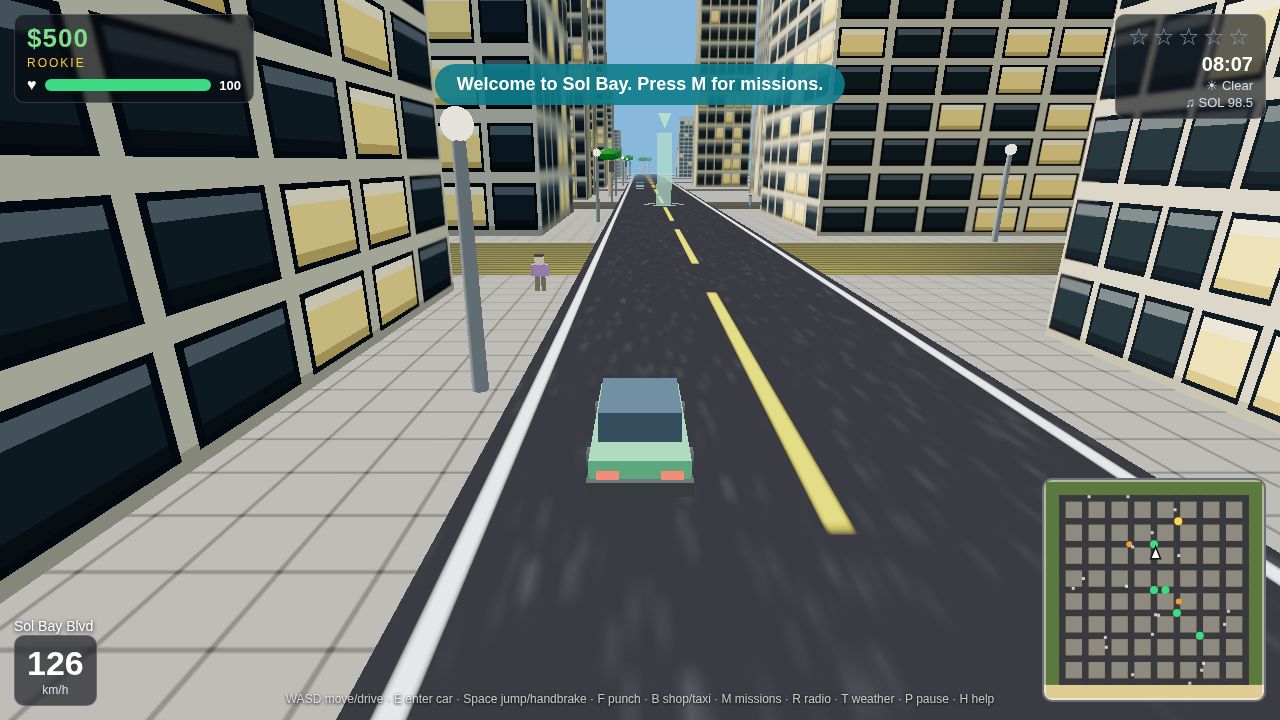 $500
ROOKIE
♥ 100
Welcome to Sol Bay. Press M for missions.
☆☆☆☆☆
08:07
☀ Clear
♫ SOL 98.5
Sol Bay Blvd
126
km/h
WASD move/drive · E enter car · Space jump/handbrake · F punch · B shop/taxi · M missions · R radio · T weather · P pause · H help